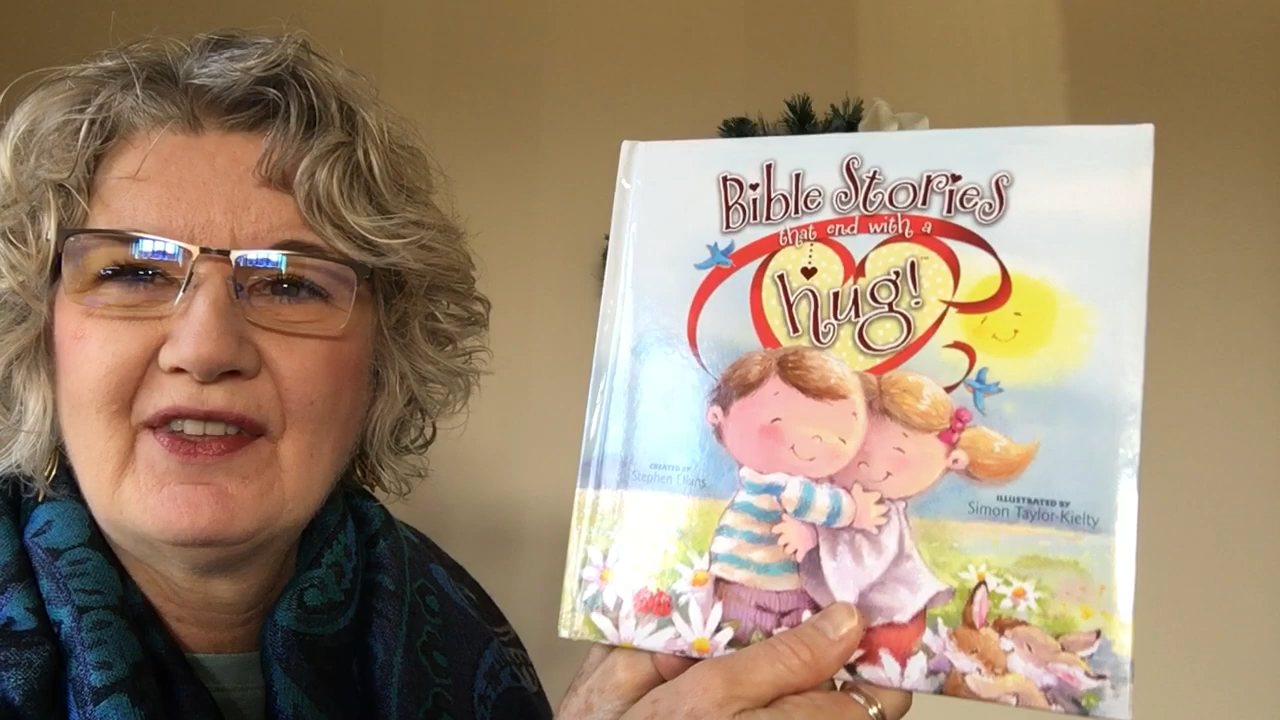 Bible Stories
that end with a
hug!
CREATED BY
Stephen Elkins
ILLUSTRATED BY
Simon Taylor-Kielty